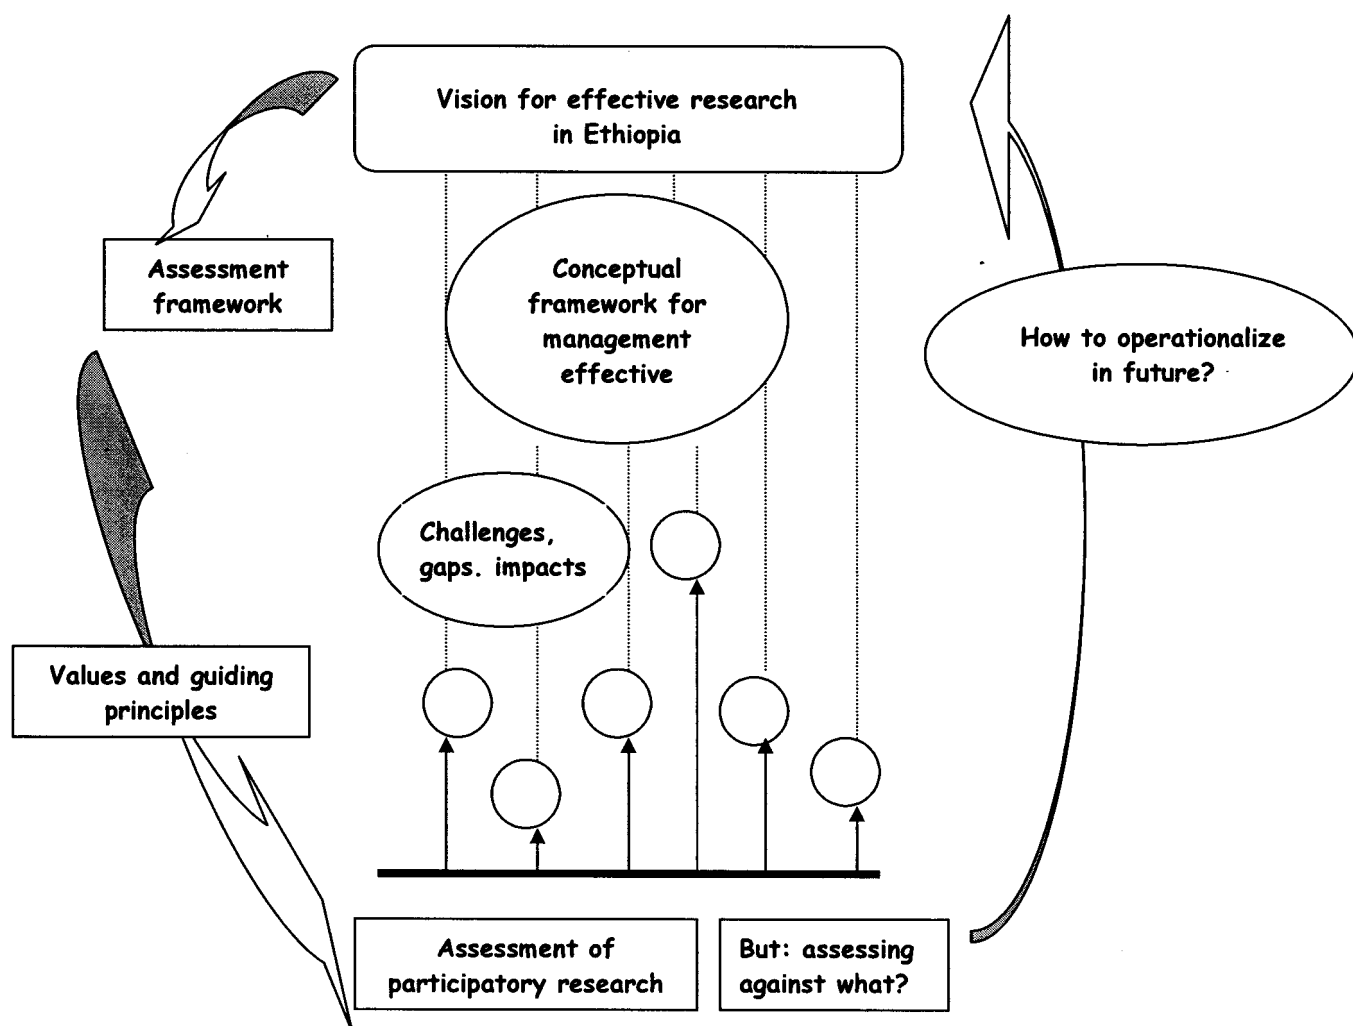 Vision for effective research
in Ethiopia
Assessment
framework
Conceptual
framework for
management
effective
How to operationalize
in future?
Challenges,
gaps. impacts
Values and guiding
principles
Assessment of
participatory research
But: assessing
against what?